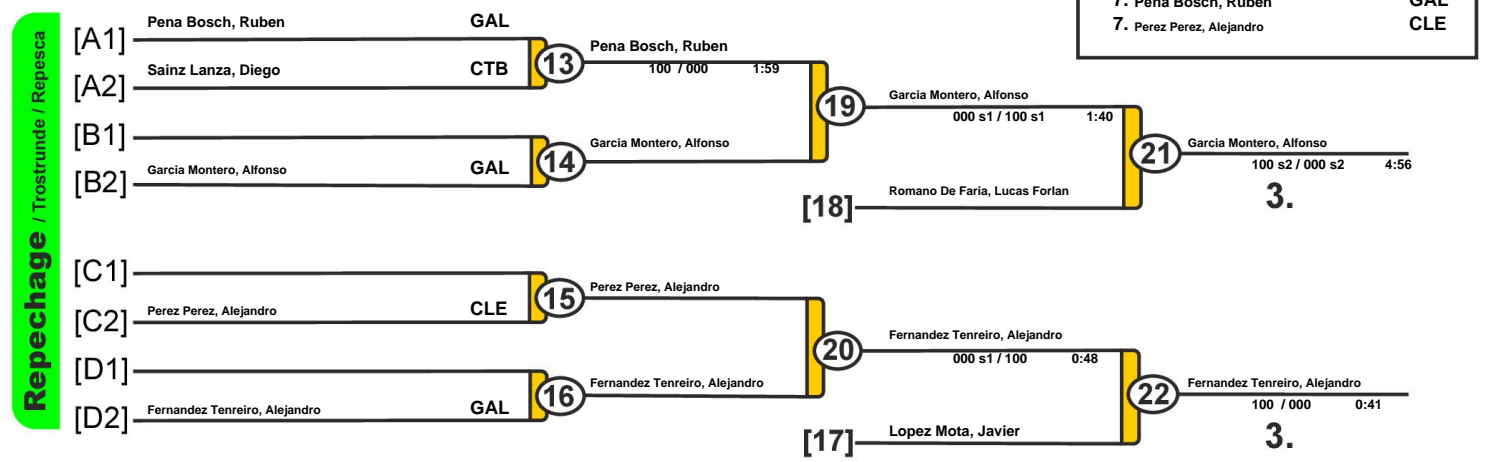 7. Pena Bosch, Ruben GAL
7. Perez Perez, Alejandro CLE
Repechage / Trostrunde / Repesca
[A1] Pena Bosch, Ruben GAL
[A2] Sainz Lanza, Diego CTB
13
Pena Bosch, Ruben
100 / 000 1:59
[B1]
[B2] Garcia Montero, Alfonso GAL
14
Garcia Montero, Alfonso
19
Garcia Montero, Alfonso
000 s1 / 100 s1 1:40
[18] Romano De Faria, Lucas Forlan
21
Garcia Montero, Alfonso
100 s2 / 000 s2 4:56
3.
[C1]
[C2] Perez Perez, Alejandro CLE
15
Perez Perez, Alejandro
[D1]
[D2] Fernandez Tenreiro, Alejandro GAL
16
Fernandez Tenreiro, Alejandro
20
Fernandez Tenreiro, Alejandro
000 s1 / 100 0:48
[17] Lopez Mota, Javier
22
Fernandez Tenreiro, Alejandro
100 / 000 0:41
3.